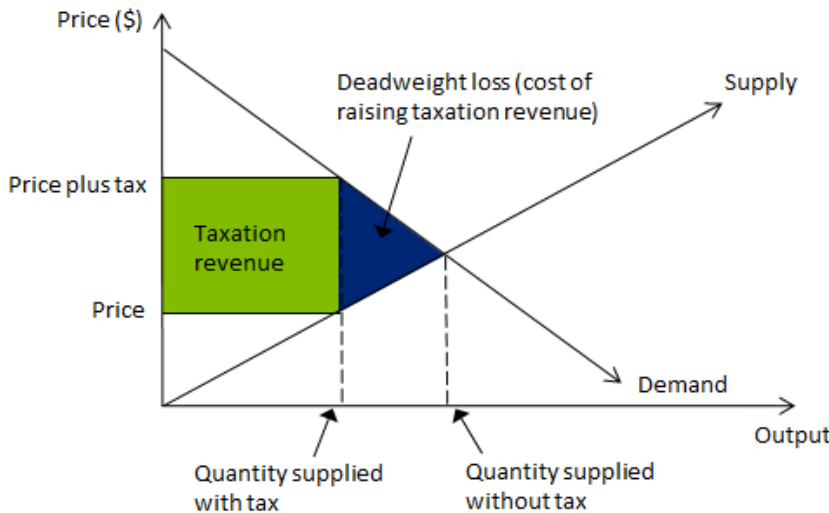 Price ($)
Deadweight loss (cost of
raising taxation revenue)
Supply
Price plus tax
Taxation
revenue
Price
Demand
Output
Quantity supplied
with tax
Quantity supplied
without tax